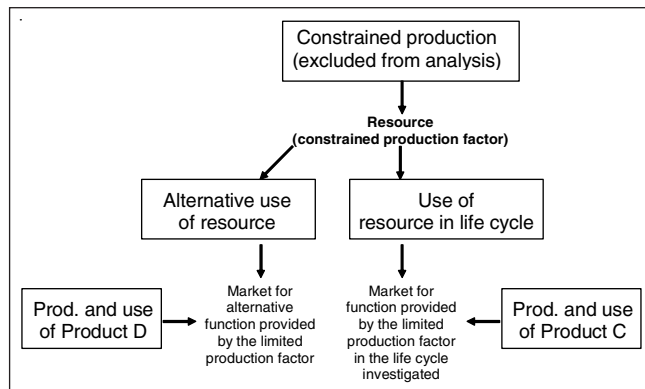 Constrained production
(excluded from analysis)
Resource
(constrained production factor)
Alternative use
of resource
Use of
resource in life cycle
Prod. and use
of Product D
Market for
alternative
function provided
by the limited
production factor
Market for
function provided
by the limited
production factor
in the life cycle
investigated
Prod. and use
of Product C